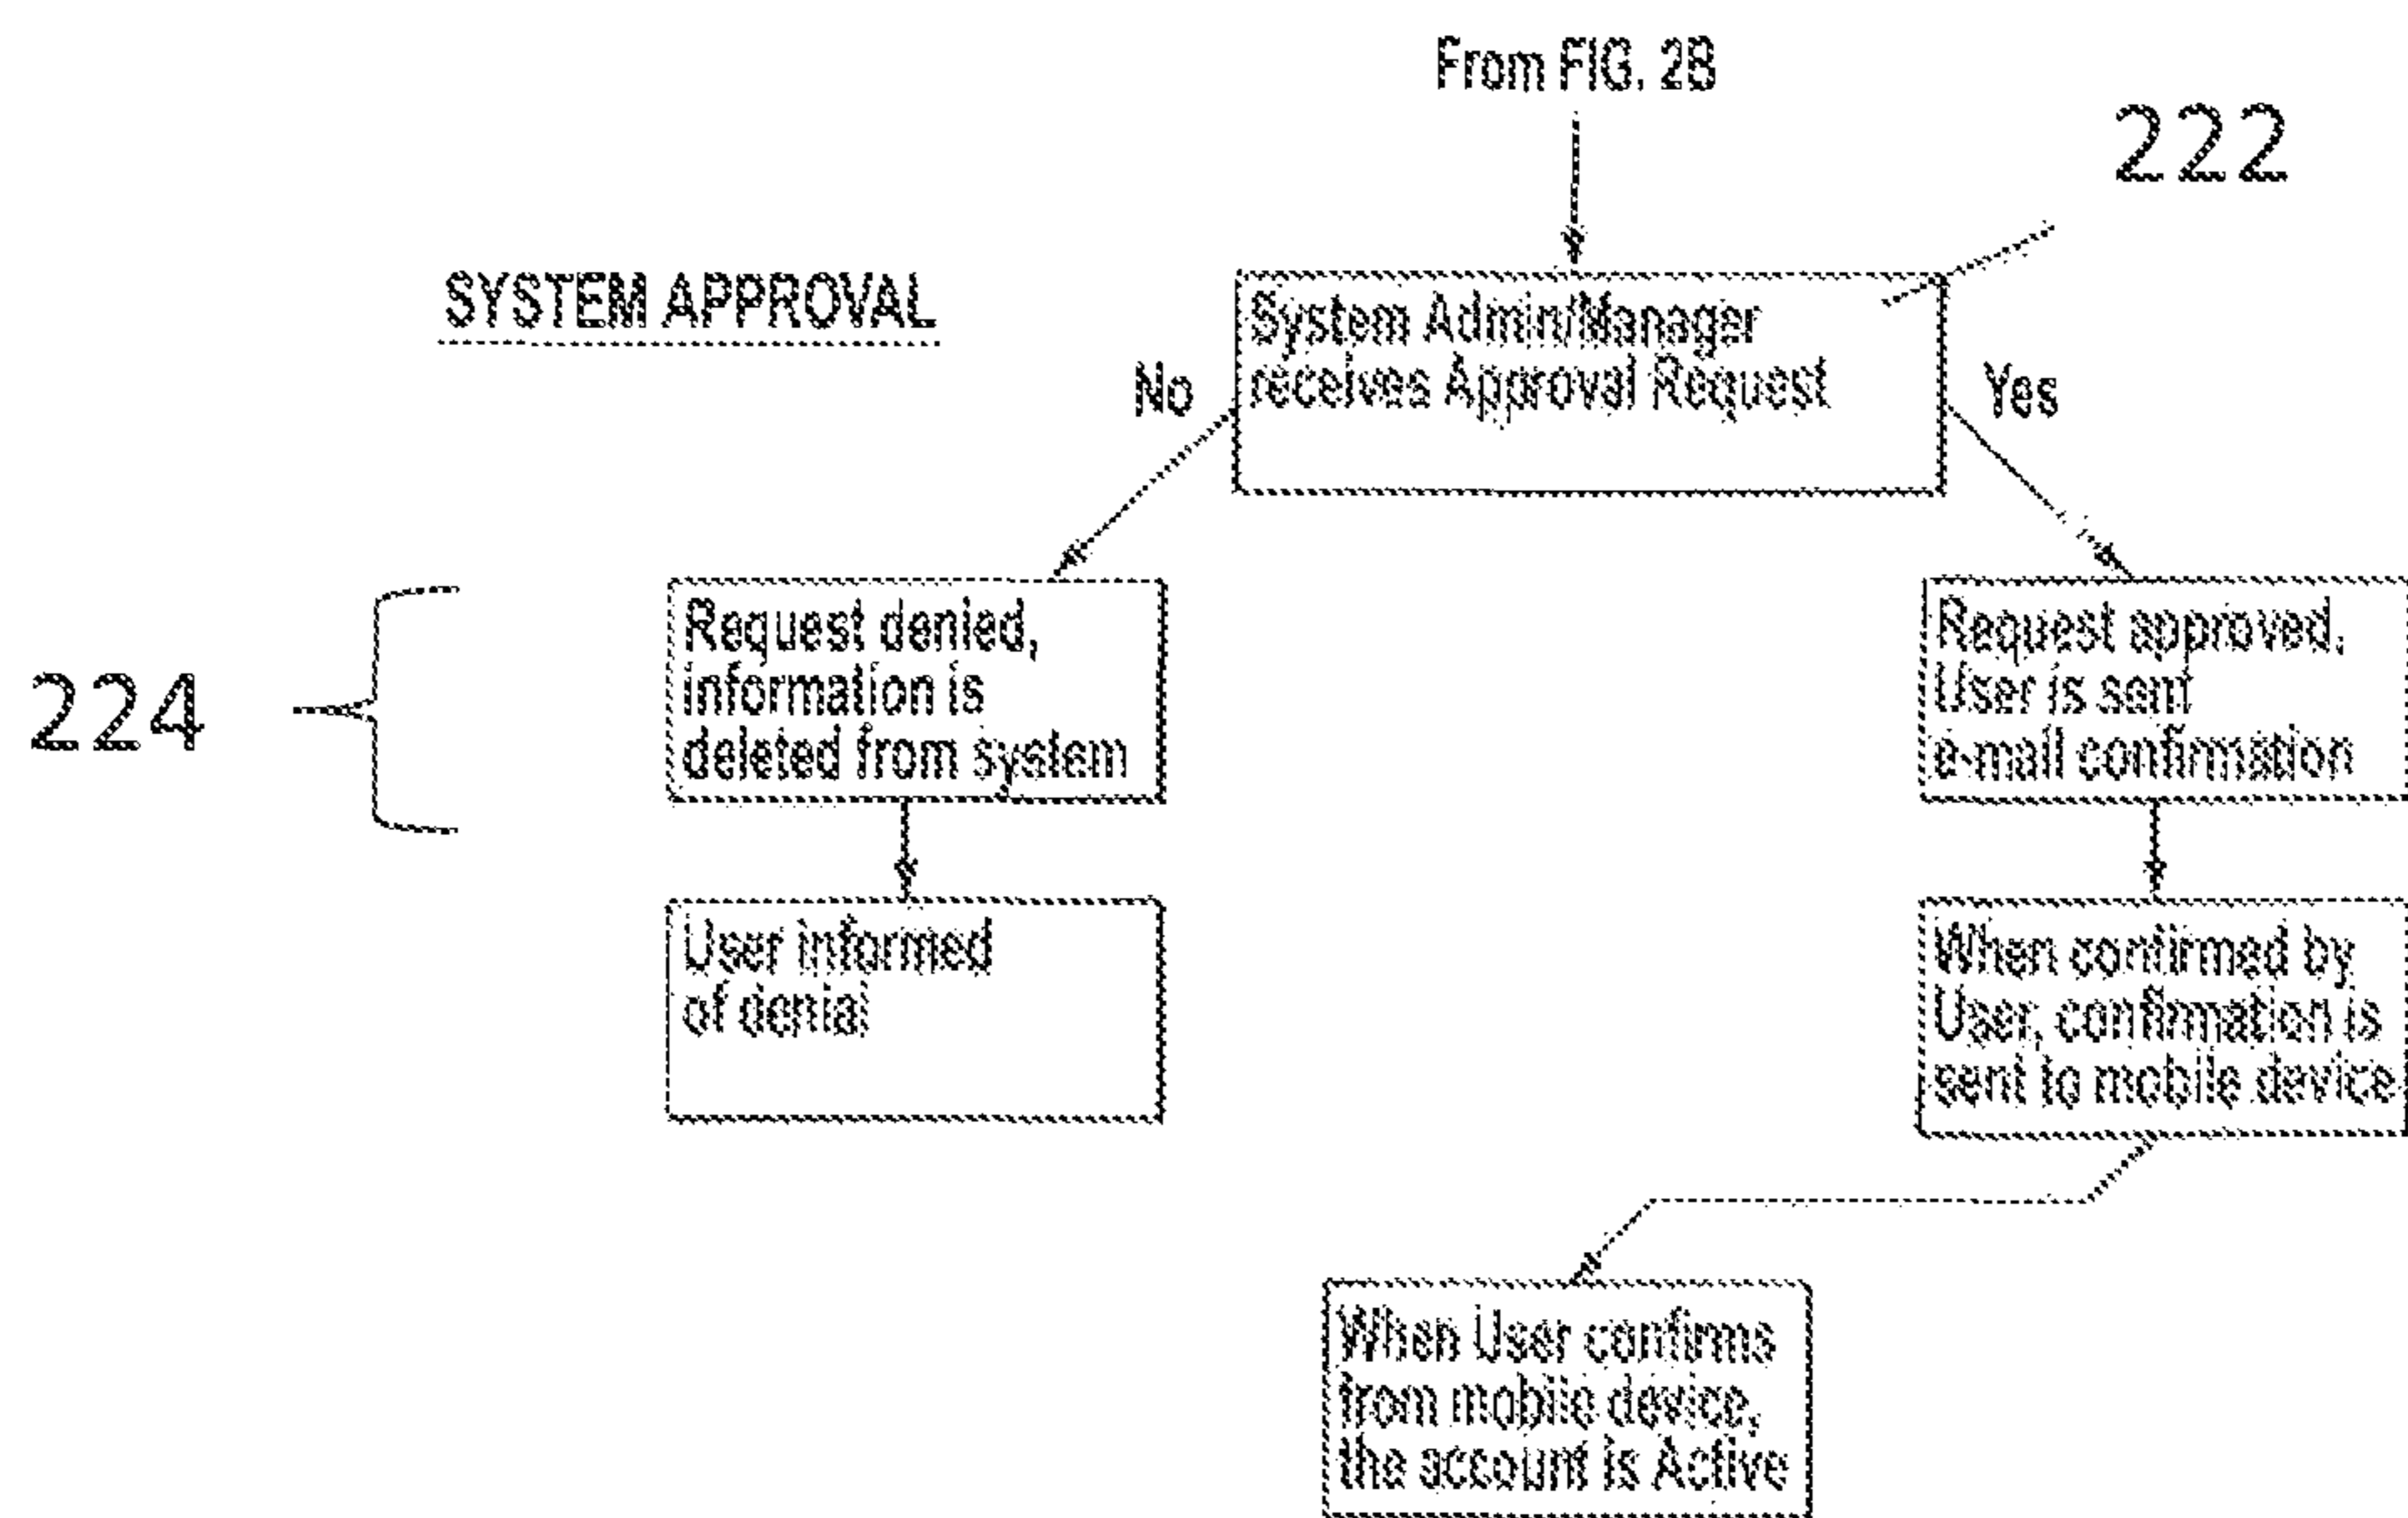 From FIG. 2B
222
SYSTEM APPROVAL
System Admin/Manager
receives Approval Request
No
Yes
224
Request denied,
information is
deleted from system
Request approved,
User is sent
e-mail confirmation
User informed
of denial
When confirmed by
User, confirmation is
sent to mobile device
When User confirms
from mobile device,
the account is Active